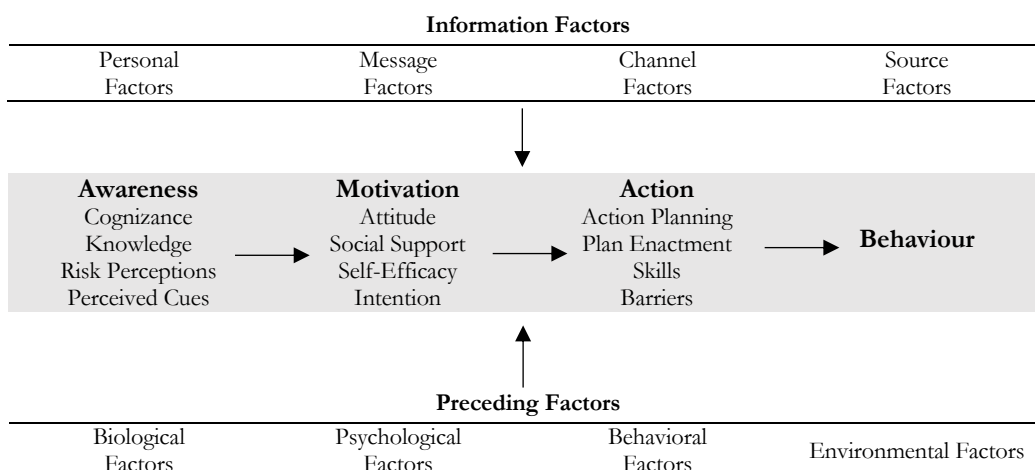 Information Factors
Personal Factors
Message Factors
Channel Factors
Source Factors
Awareness
Cognizance
Knowledge
Risk Perceptions
Perceived Cues
Motivation
Attitude
Social Support
Self-Efficacy
Intention
Action
Action Planning
Plan Enactment
Skills
Barriers
Behaviour
Preceding Factors
Biological Factors
Psychological Factors
Behavioral Factors
Environmental Factors